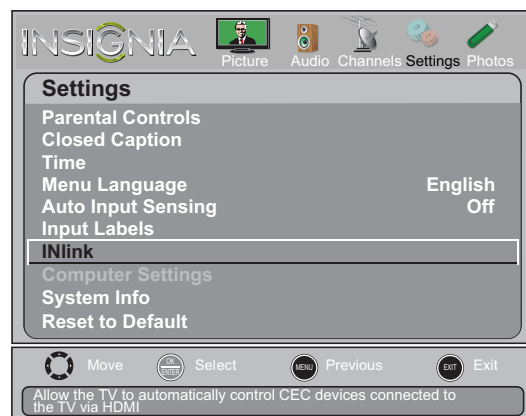 INSIGNIA
Picture Audio Channels Settings Photos
Settings
Parental Controls
Closed Caption
Time
Menu Language English
Auto Input Sensing Off
Input Labels
INlink
Computer Settings
System Info
Reset to Default
Move OK ENTER Select MENU Previous EXIT Exit
Allow the TV to automatically control CEC devices connected to
the TV via HDMI